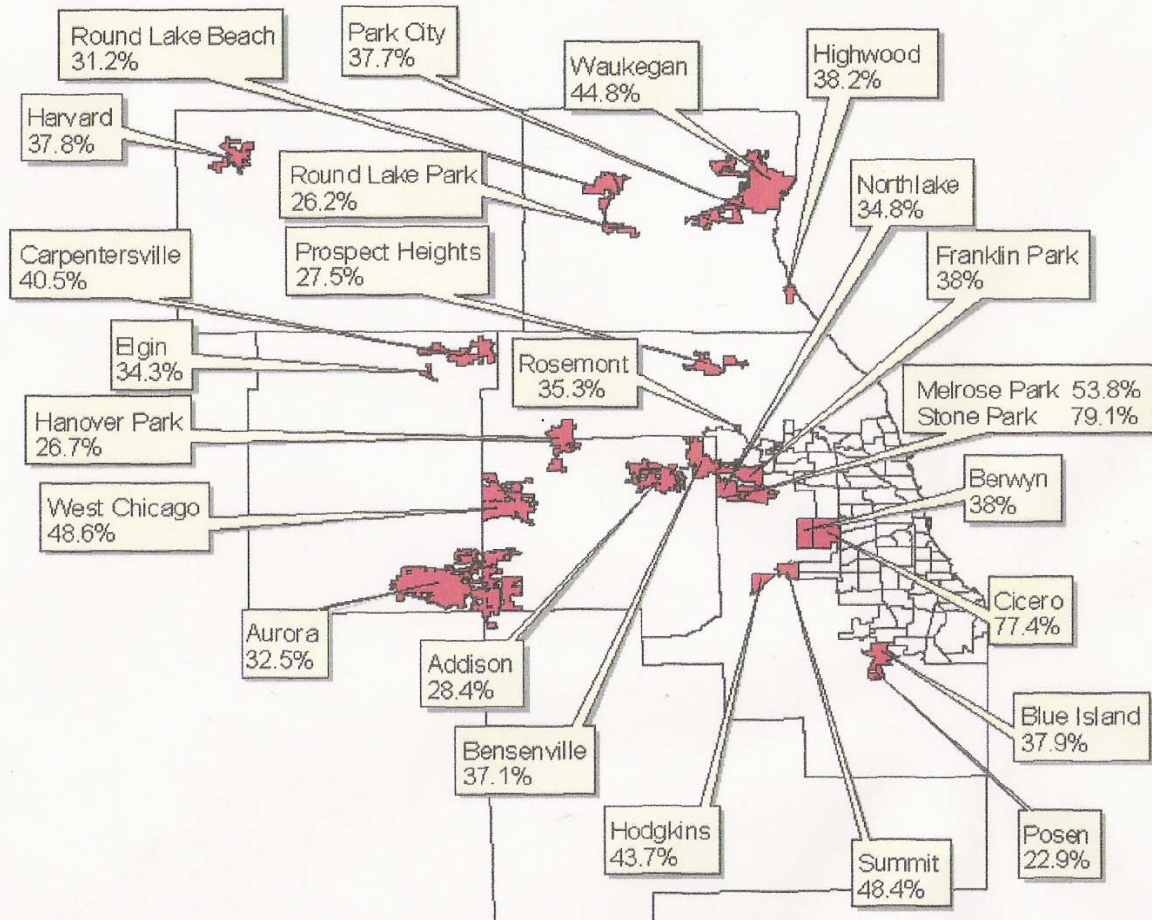 Round Lake Beach
31.2%
Park City
37.7%
Waukegan
44.8%
Highwood
38.2%
Harvard
37.8%
Round Lake Park
26.2%
Northlake
34.8%
Carpentersville
40.5%
Prospect Heights
27.5%
Franklin Park
38%
Elgin
34.3%
Rosemont
35.3%
Melrose Park 53.8%
Stone Park 79.1%
Hanover Park
26.7%
Berwyn
38%
West Chicago
48.6%
Cicero
77.4%
Aurora
32.5%
Addison
28.4%
Blue Island
37.9%
Bensenville
37.1%
Hodgkins
43.7%
Summit
48.4%
Posen
22.9%